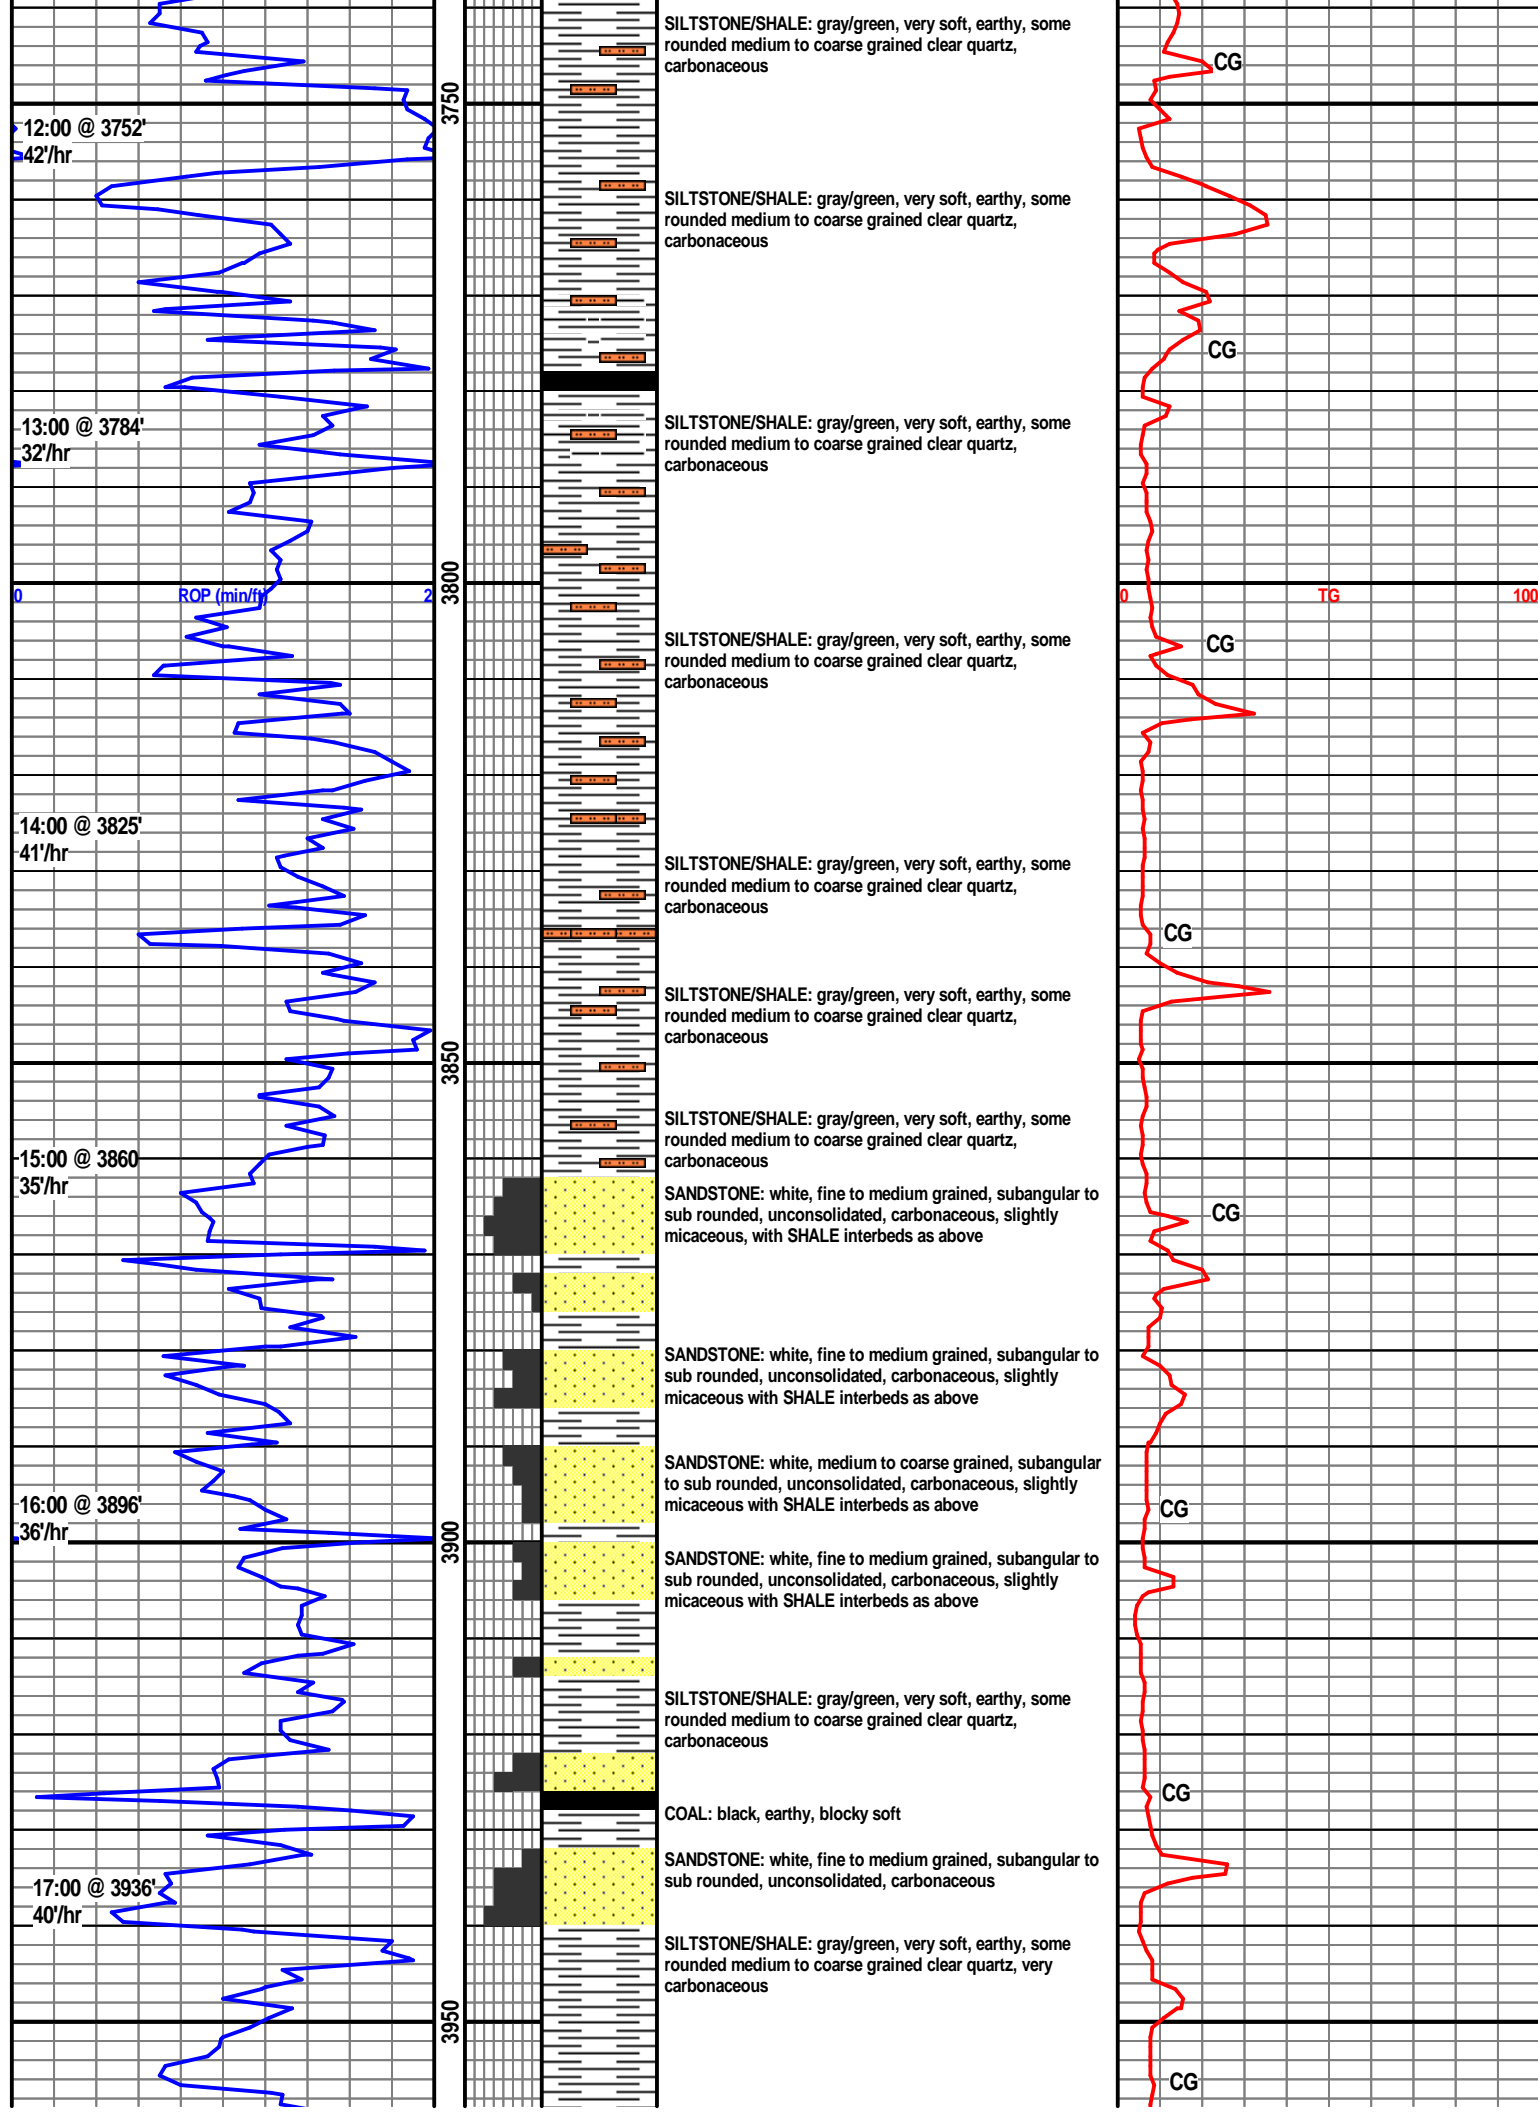 SILTSTONE/SHALE: gray/green, very soft, earthy, some
rounded medium to coarse grained clear quartz,
carbonaceous
CG
3750
12:00 @ 3752'
42'/hr
SILTSTONE/SHALE: gray/green, very soft, earthy, some
rounded medium to coarse grained clear quartz,
carbonaceous
CG
13:00 @ 3784'
32'/hr
SILTSTONE/SHALE: gray/green, very soft, earthy, some
rounded medium to coarse grained clear quartz,
carbonaceous
3800
0 ROP (min/ft) 2
0 TG 100
SILTSTONE/SHALE: gray/green, very soft, earthy, some
rounded medium to coarse grained clear quartz,
carbonaceous
CG
14:00 @ 3825'
41'/hr
SILTSTONE/SHALE: gray/green, very soft, earthy, some
rounded medium to coarse grained clear quartz,
carbonaceous
CG
SILTSTONE/SHALE: gray/green, very soft, earthy, some
rounded medium to coarse grained clear quartz,
carbonaceous
3850
SILTSTONE/SHALE: gray/green, very soft, earthy, some
rounded medium to coarse grained clear quartz,
carbonaceous
15:00 @ 3860
35'/hr
SANDSTONE: white, fine to medium grained, subangular to
sub rounded, unconsolidated, carbonaceous, slightly
micaceous, with SHALE interbeds as above
CG
SANDSTONE: white, fine to medium grained, subangular to
sub rounded, unconsolidated, carbonaceous, slightly
micaceous with SHALE interbeds as above
SANDSTONE: white, medium to coarse grained, subangular
to sub rounded, unconsolidated, carbonaceous, slightly
micaceous with SHALE interbeds as above
CG
16:00 @ 3896'
36'/hr
3900
SANDSTONE: white, fine to medium grained, subangular to
sub rounded, unconsolidated, carbonaceous, slightly
micaceous with SHALE interbeds as above
SILTSTONE/SHALE: gray/green, very soft, earthy, some
rounded medium to coarse grained clear quartz,
carbonaceous
CG
COAL: black, earthy, blocky soft
SANDSTONE: white, fine to medium grained, subangular to
sub rounded, unconsolidated, carbonaceous
17:00 @ 3936'
40'/hr
SILTSTONE/SHALE: gray/green, very soft, earthy, some
rounded medium to coarse grained clear quartz, very
carbonaceous
3950
CG